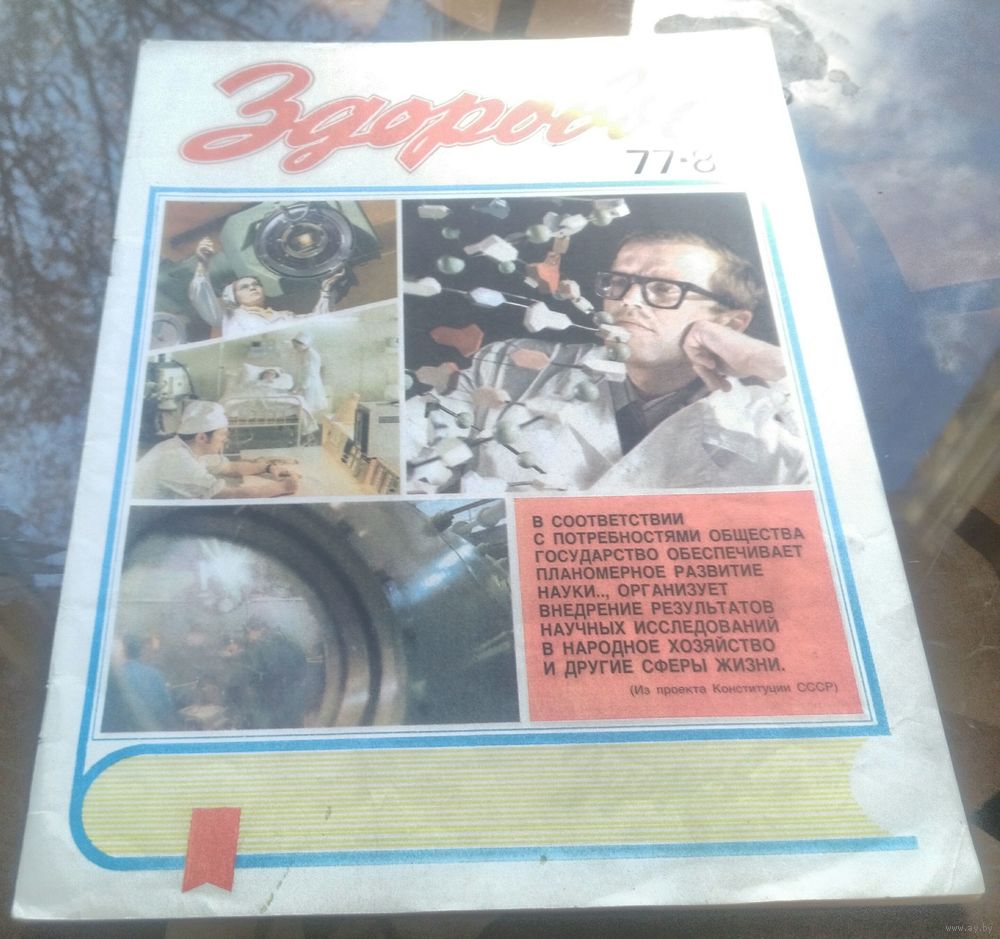 Здоровье
77·8
В СООТВЕТСТВИИ
С ПОТРЕБНОСТЯМИ ОБЩЕСТВА
ГОСУДАРСТВО ОБЕСПЕЧИВАЕТ
ПЛАНОМЕРНОЕ РАЗВИТИЕ
НАУКИ.., ОРГАНИЗУЕТ
ВНЕДРЕНИЕ РЕЗУЛЬТАТОВ
НАУЧНЫХ ИССЛЕДОВАНИЙ
В НАРОДНОЕ ХОЗЯЙСТВО
И ДРУГИЕ СФЕРЫ ЖИЗНИ.
(Из проекта Конституции СССР)
www.ay.by